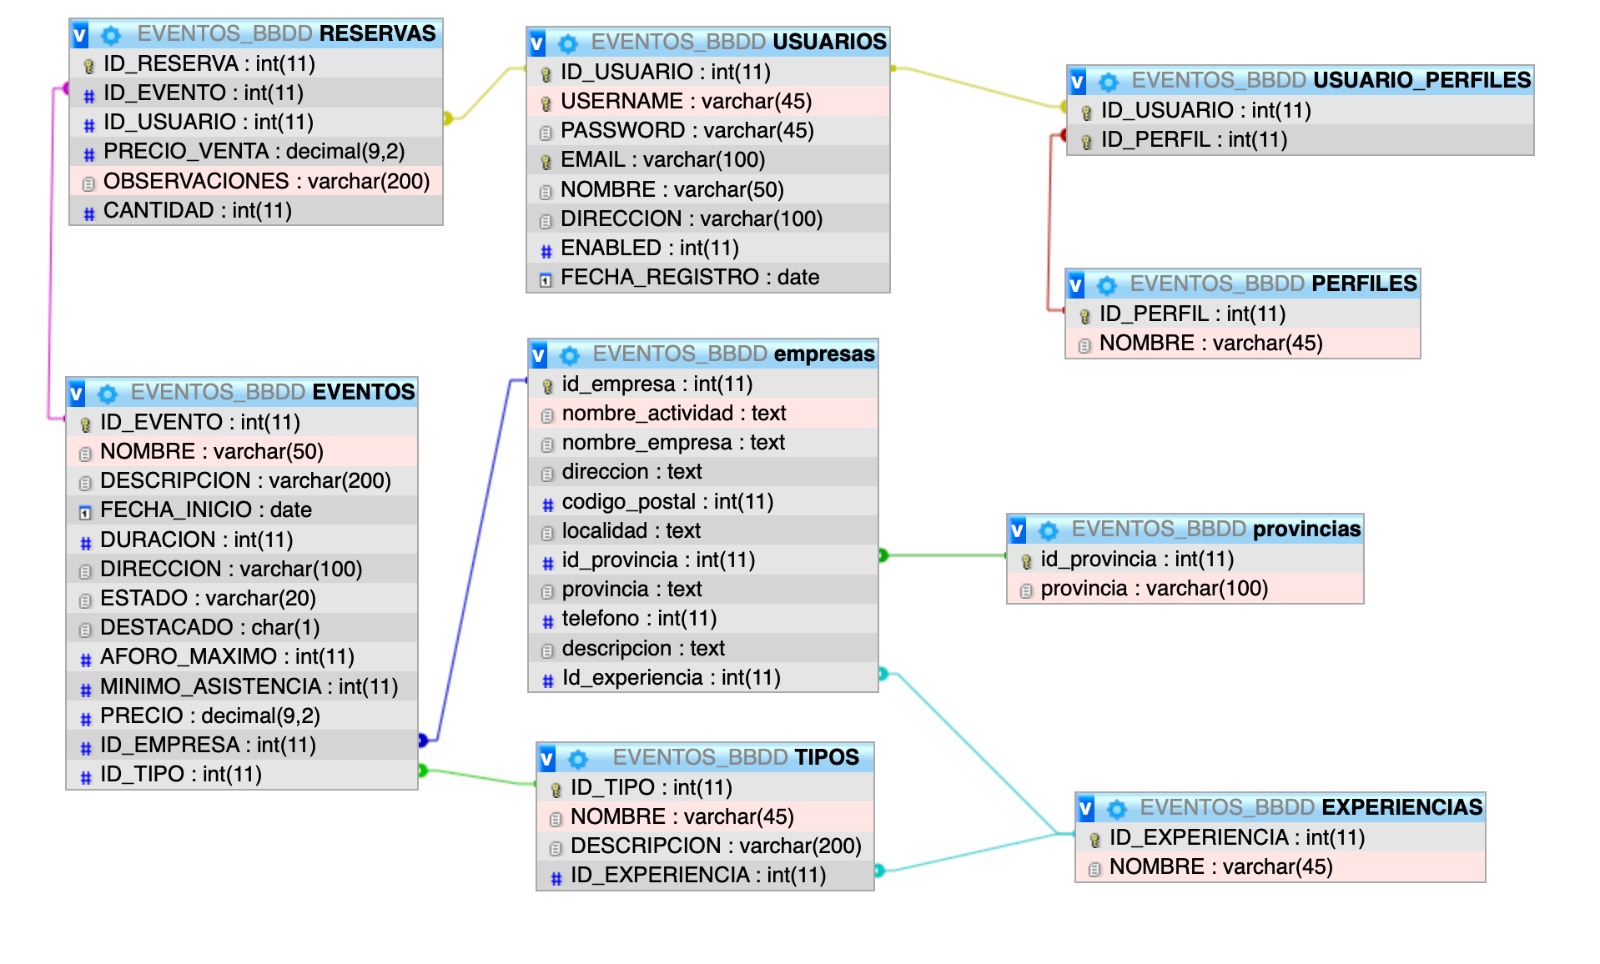 EVENTOS_BBDD RESERVAS
ID_RESERVA : int(11)
ID_EVENTO : int(11)
ID_USUARIO : int(11)
PRECIO_VENTA : decimal(9,2)
OBSERVACIONES : varchar(200)
CANTIDAD : int(11)
EVENTOS_BBDD USUARIOS
ID_USUARIO : int(11)
USERNAME : varchar(45)
PASSWORD : varchar(45)
EMAIL : varchar(100)
NOMBRE : varchar(50)
DIRECCION : varchar(100)
ENABLED : int(11)
FECHA_REGISTRO : date
EVENTOS_BBDD USUARIO_PERFILES
ID_USUARIO : int(11)
ID_PERFIL : int(11)
EVENTOS_BBDD PERFILES
ID_PERFIL : int(11)
NOMBRE : varchar(45)
EVENTOS_BBDD EVENTOS
ID_EVENTO : int(11)
NOMBRE : varchar(50)
DESCRIPCION : varchar(200)
FECHA_INICIO : date
DURACION : int(11)
DIRECCION : varchar(100)
ESTADO : varchar(20)
DESTACADO : char(1)
AFORO_MAXIMO : int(11)
MINIMO_ASISTENCIA : int(11)
PRECIO : decimal(9,2)
ID_EMPRESA : int(11)
ID_TIPO : int(11)
EVENTOS_BBDD empresas
id_empresa : int(11)
nombre_actividad : text
nombre_empresa : text
direccion : text
codigo_postal : int(11)
localidad : text
id_provincia : int(11)
provincia : text
telefono : int(11)
descripcion : text
Id_experiencia : int(11)
EVENTOS_BBDD provincias
id_provincia : int(11)
provincia : varchar(100)
EVENTOS_BBDD TIPOS
ID_TIPO : int(11)
NOMBRE : varchar(45)
DESCRIPCION : varchar(200)
ID_EXPERIENCIA : int(11)
EVENTOS_BBDD EXPERIENCIAS
ID_EXPERIENCIA : int(11)
NOMBRE : varchar(45)